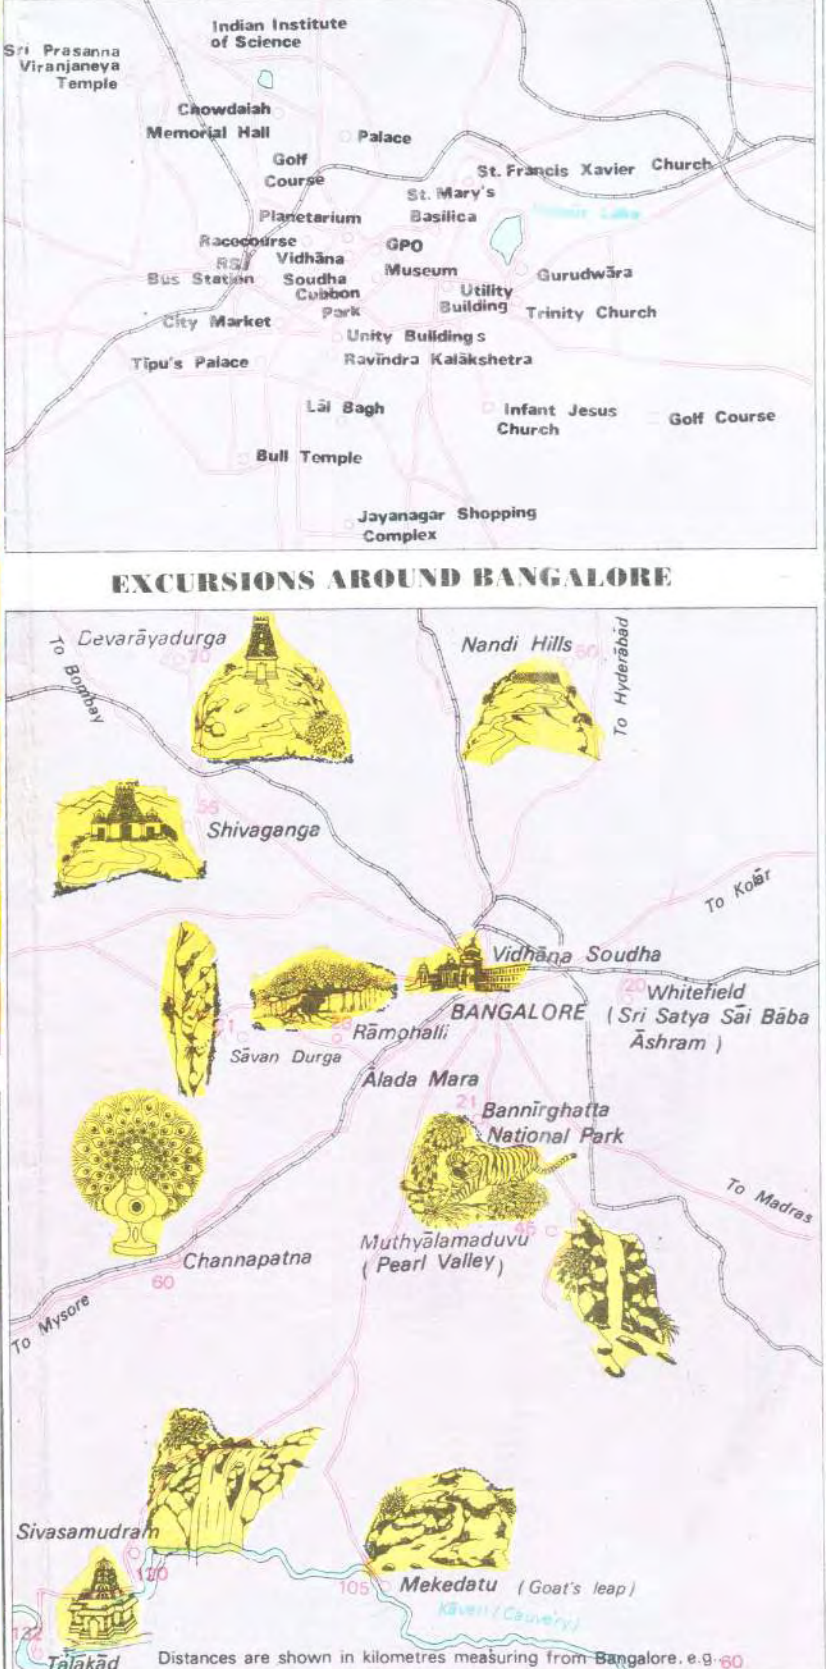 Indian Institute
of Science
Sri Prasanna
Viranjaneya
Temple
Chowdaiah
Memorial Hall
Palace
Golf
Course
St. Francis Xavier Church
St. Mary's
Basilica
Planetarium
Racecourse
GPO
Vidhāna
Soudha
RS
Bus Station
Museum
Gurudwāra
Cubbon
Park
Utility
Building
Trinity Church
City Market
Unity Buildings
Tīpu's Palace
Ravīndra Kalākshetra
Lāl Bagh
Infant Jesus
Church
Golf Course
Bull Temple
Jayanagar Shopping
Complex
EXCURSIONS AROUND BANGALORE
To Bombay
Devarāyadurga
70
Nandi Hills
60
To Hyderābād
56
Shivaganga
To Kolār
Vidhāna Soudha
BANGALORE
20
Whitefield
(Sri Satya Sāi Bāba
Āshram)
Rāmohalli
Sāvan Durga
Ālada Mara
21
Bannīrghatta
National Park
To Madras
45
Muthyālamaduvu
(Pearl Valley)
Channapatna
60
To Mysore
Sivasamudram
120
105
Mekedatu (Goat's leap)
Kāveri (Cauvery)
132
Talakād
Distances are shown in kilometres measuring from Bangalore. e.g. 60